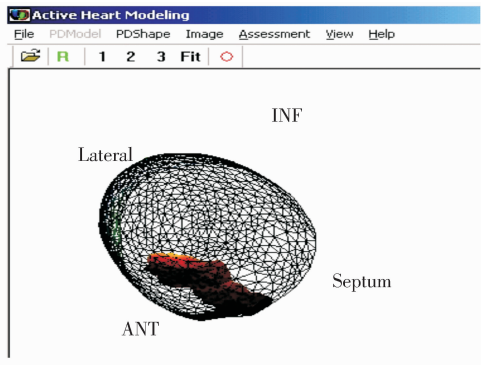 Active Heart Modeling
File PDModel PDShape Image Assessment View Help
R 1 2 3 Fit
INF
Lateral
Septum
ANT